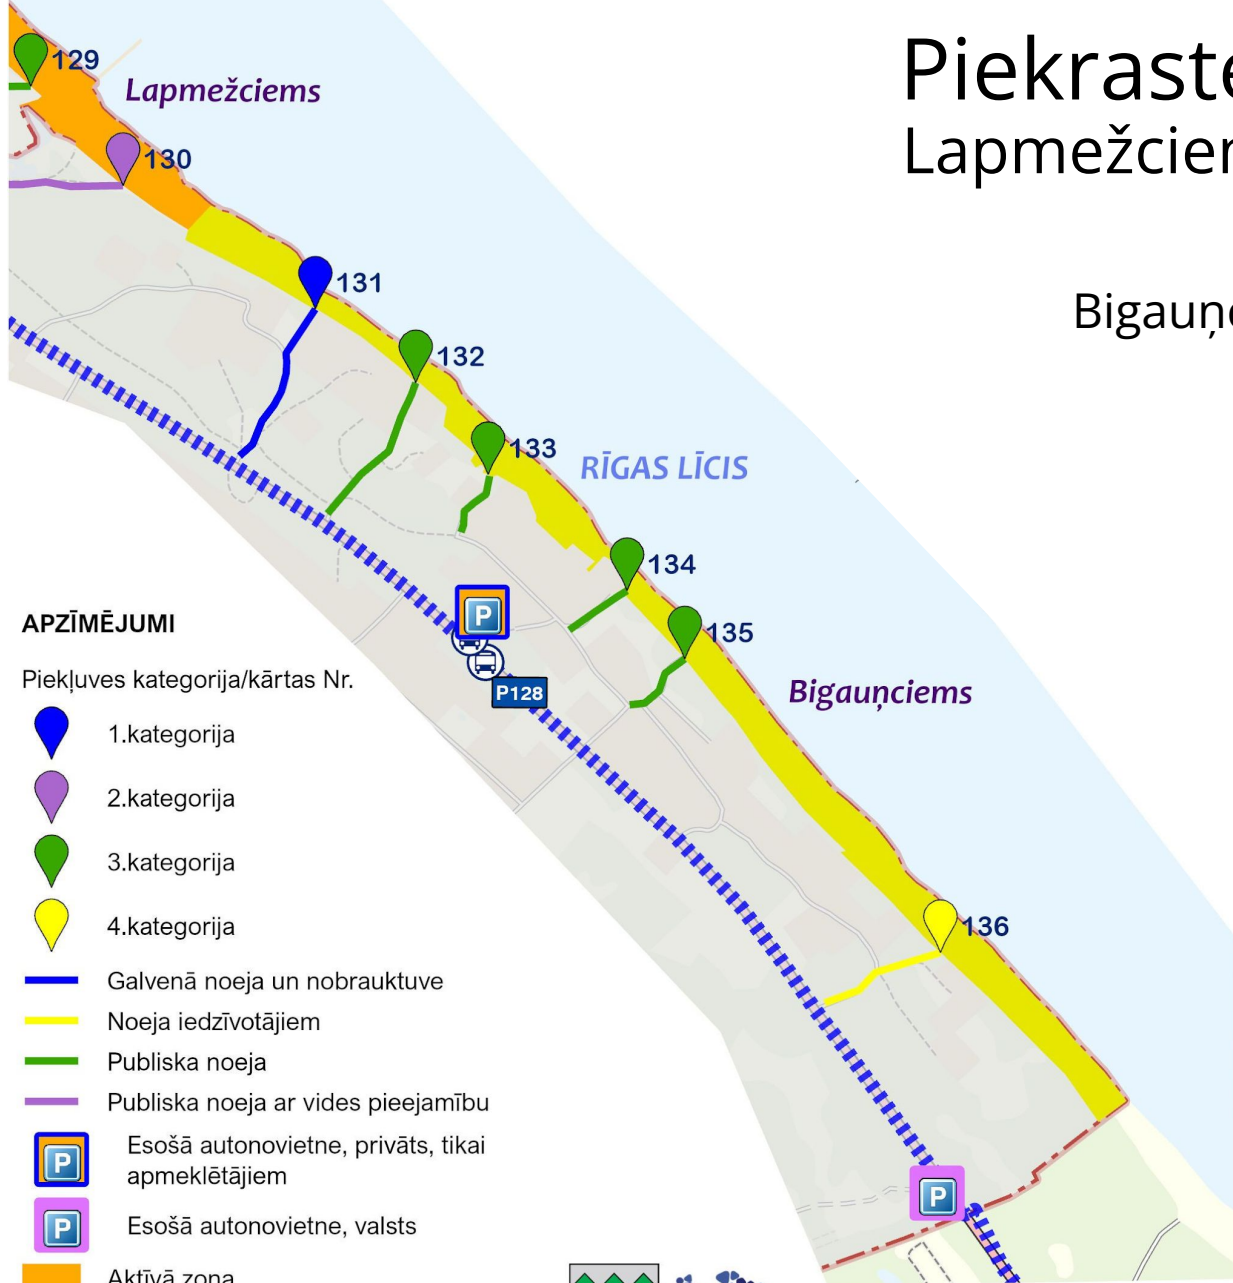 Piekraste
Lapmežcie
Bigauņ
129
Lapmežciems
130
131
132
133
RĪGAS LĪCIS
134
135
P
P128
Bigauņciems
136
P
APZĪMĒJUMI
Piekļuves kategorija/kārtas Nr.
1.kategorija
2.kategorija
3.kategorija
4.kategorija
Galvenā noeja un nobrauktuve
Noeja iedzīvotājiem
Publiska noeja
Publiska noeja ar vides pieejamību
P
Esošā autonovietne, privāts, tikai
apmeklētājiem
P
Esošā autonovietne, valsts
Aktīvā zona